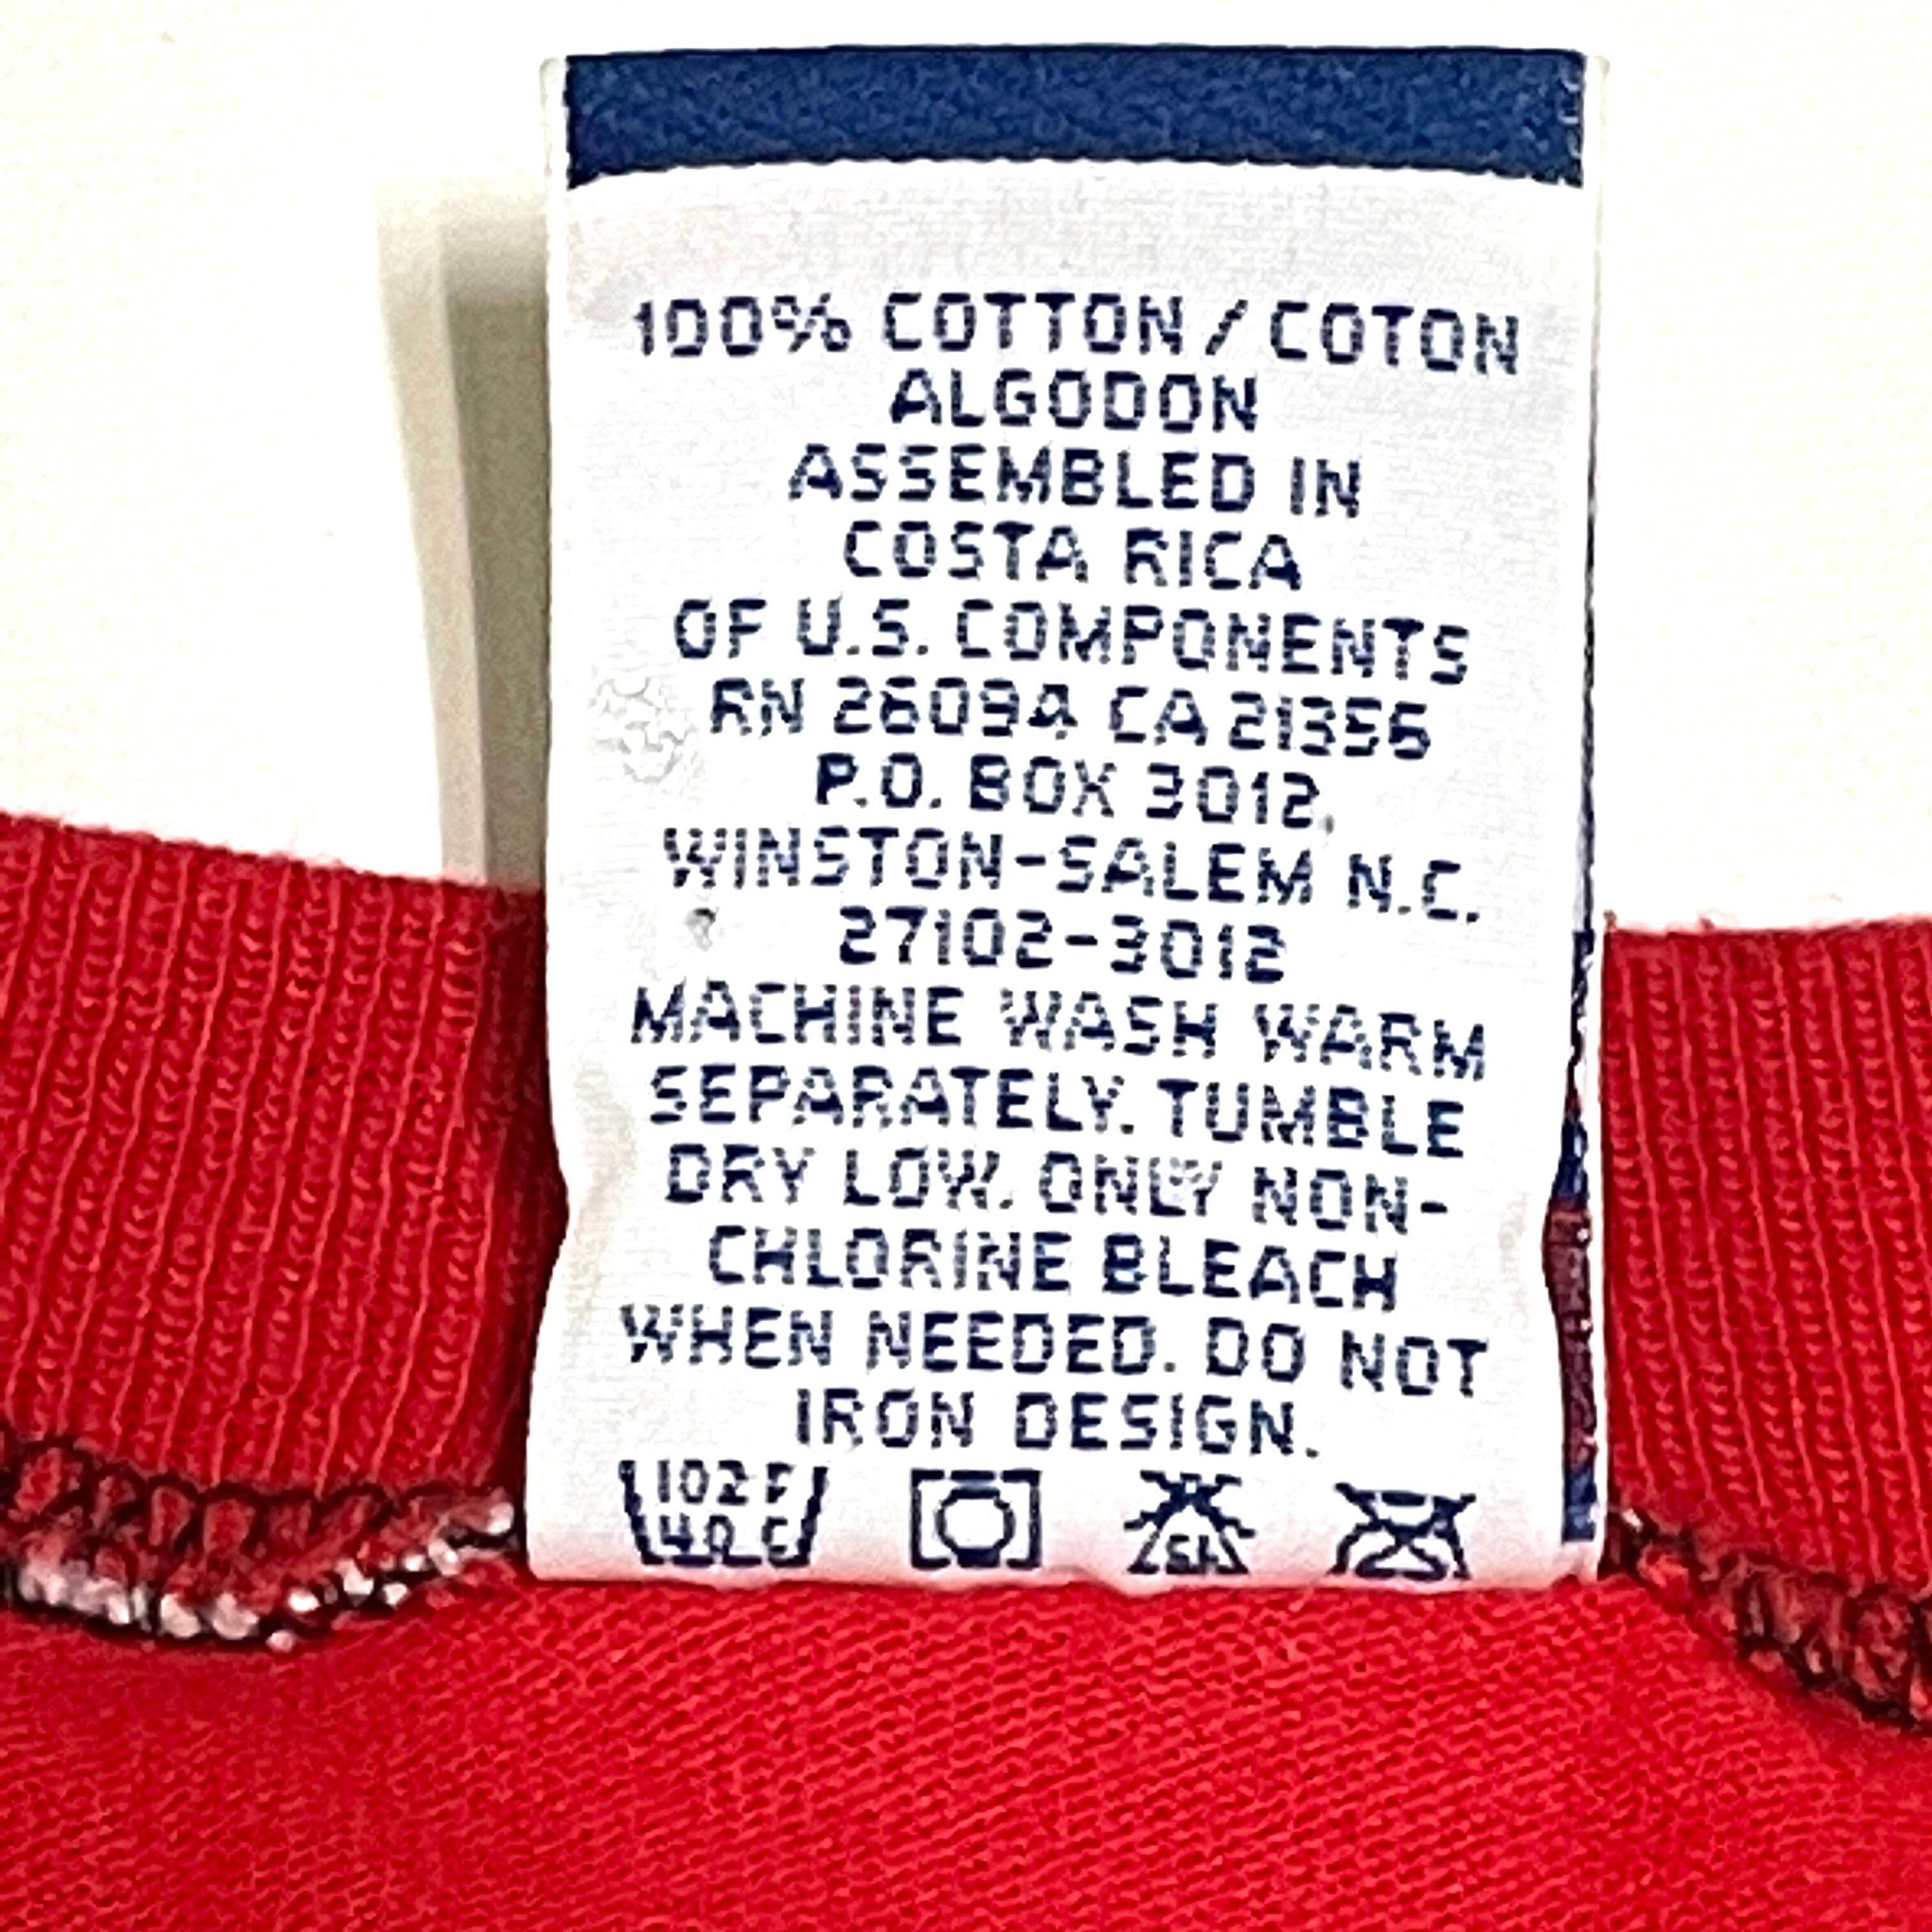 100% COTTON / COTON
ALGODON
ASSEMBLED IN
COSTA RICA
OF U.S. COMPONENTS
RN 26094 CA 21356
P.O. BOX 3012,
WINSTON-SALEM N.C.
27102-3012
MACHINE WASH WARM
SEPARATELY. TUMBLE
DRY LOW. ONLY NON-
CHLORINE BLEACH
WHEN NEEDED. DO NOT
IRON DESIGN.
102 F
40 C